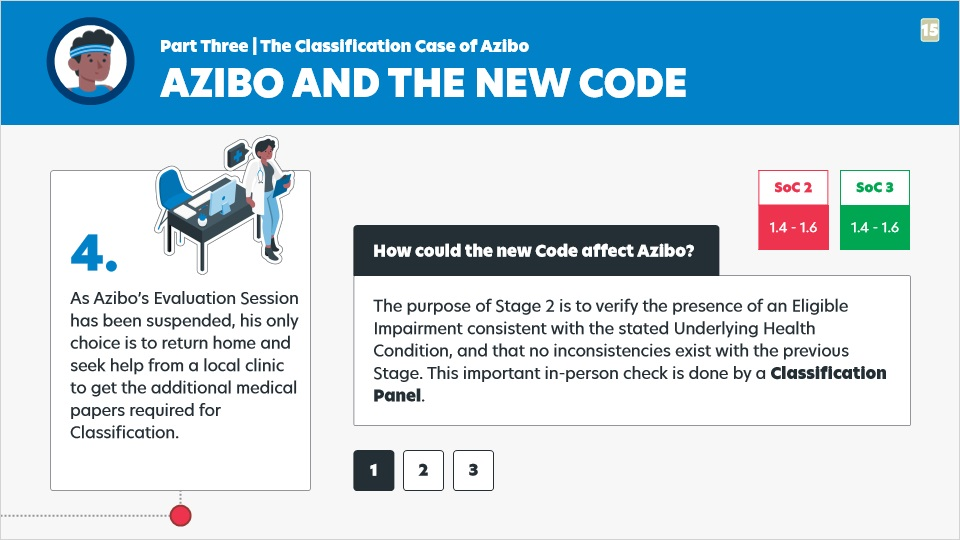 Part Three | The Classification Case of Azibo
AZIBO AND THE NEW CODE
15
4.
As Azibo's Evaluation Session
has been suspended, his only
choice is to return home and
seek help from a local clinic
to get the additional medical
papers required for
Classification.
SoC 2
1.4 - 1.6
SoC 3
1.4 - 1.6
How could the new Code affect Azibo?
The purpose of Stage 2 is to verify the presence of an Eligible
Impairment consistent with the stated Underlying Health
Condition, and that no inconsistencies exist with the previous
Stage. This important in-person check is done by a Classification
Panel.
1
2
3